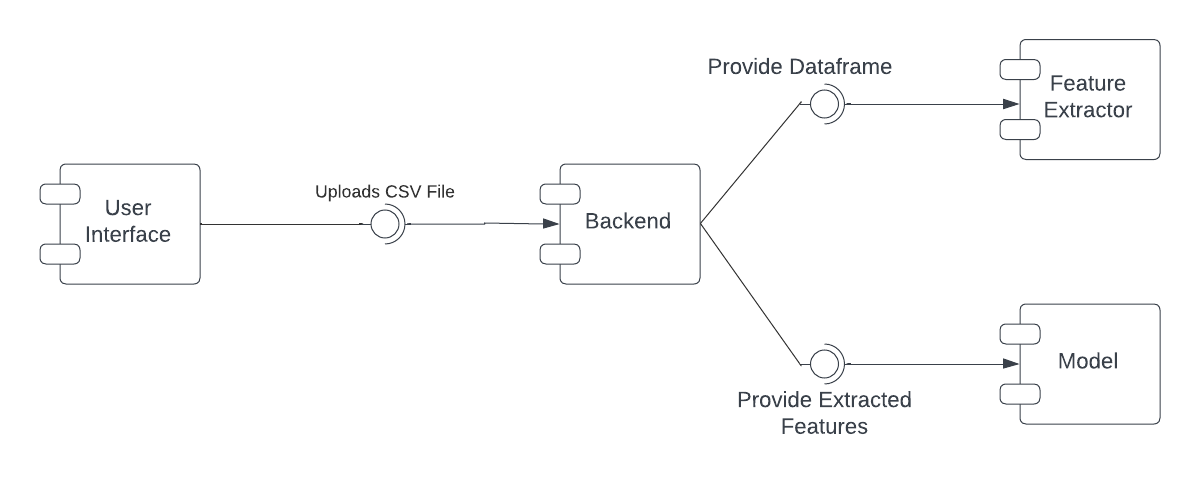 Provide Dataframe
Feature
Extractor
Uploads CSV File
User
Interface
Backend
Model
Provide Extracted
Features